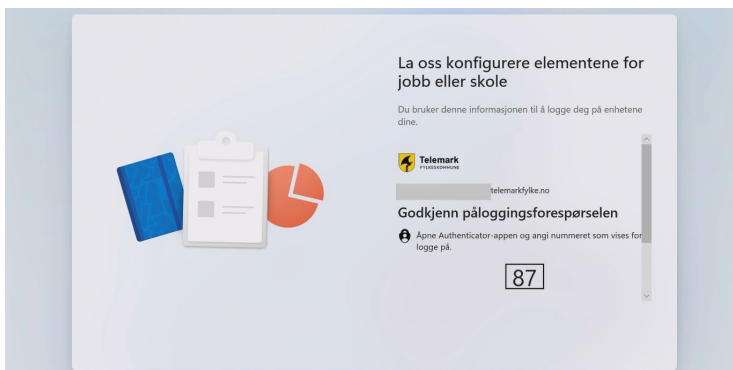 La oss konfigurere elementene for
jobb eller skole
Du bruker denne informasjonen til å logge deg på enhetene
dine.
Telemark
FYLKESKOMMUNE
telemarkfylke.no
Godkjenn påloggingsforespørselen
Åpne Authenticator-appen og angi nummeret som vises for
logge på.
87